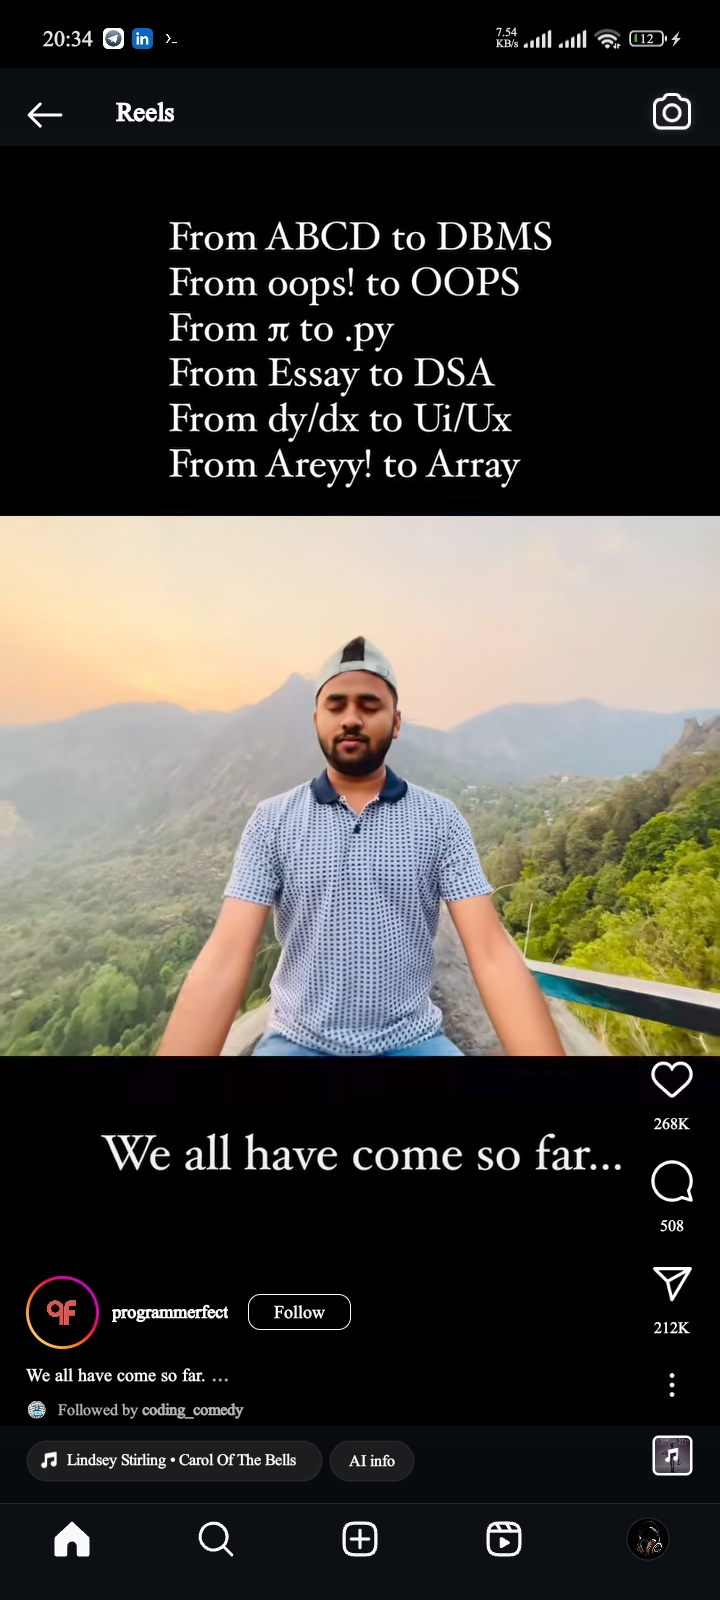 20:34
in
7.54
KB/s
12
Reels
From ABCD to DBMS
From oops! to OOPS
From π to .py
From Essay to DSA
From dy/dx to Ui/Ux
From Areyy! to Array
We all have come so far...
268K
508
212K
programmerfect
Follow
We all have come so far. ...
Followed by coding_comedy
Lindsey Stirling • Carol Of The Bells
AI info